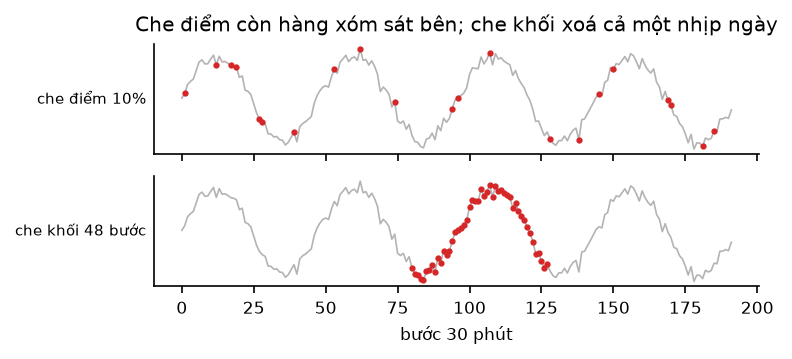 Che điểm còn hàng xóm sát bên; che khối xoá cả một nhịp ngày
che điểm 10%
che khối 48 bước
0 25 50 75 100 125 150 175 200
bước 30 phút